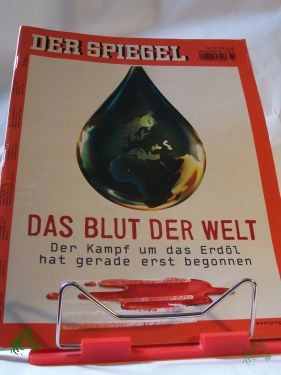 DER SPIEGEL
DAS BLUT DER WELT
Der Kampf um das Erdöl
hat gerade erst begonnen